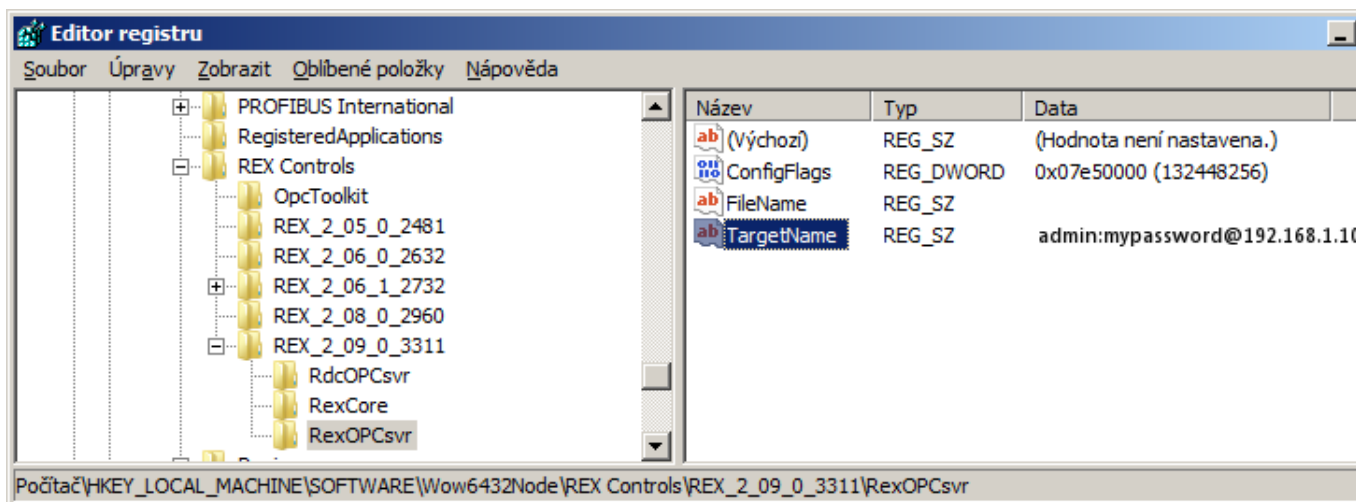 Editor registru
Soubor Úpravy Zobrazit Oblíbené položky Nápověda
PROFIBUS International
RegisteredApplications
REX Controls
OpcToolkit
REX_2_05_0_2481
REX_2_06_0_2632
REX_2_06_1_2732
REX_2_08_0_2960
REX_2_09_0_3311
RdcOPCsvr
RexCore
RexOPCsvr
Název Typ Data
(Výchozí) REG_SZ (Hodnota není nastavena.)
ConfigFlags REG_DWORD 0x07e50000 (132448256)
FileName REG_SZ
TargetName REG_SZ admin:mypassword@192.168.1.10
Počítač\HKEY_LOCAL_MACHINE\SOFTWARE\Wow6432Node\REX Controls\REX_2_09_0_3311\RexOPCsvr